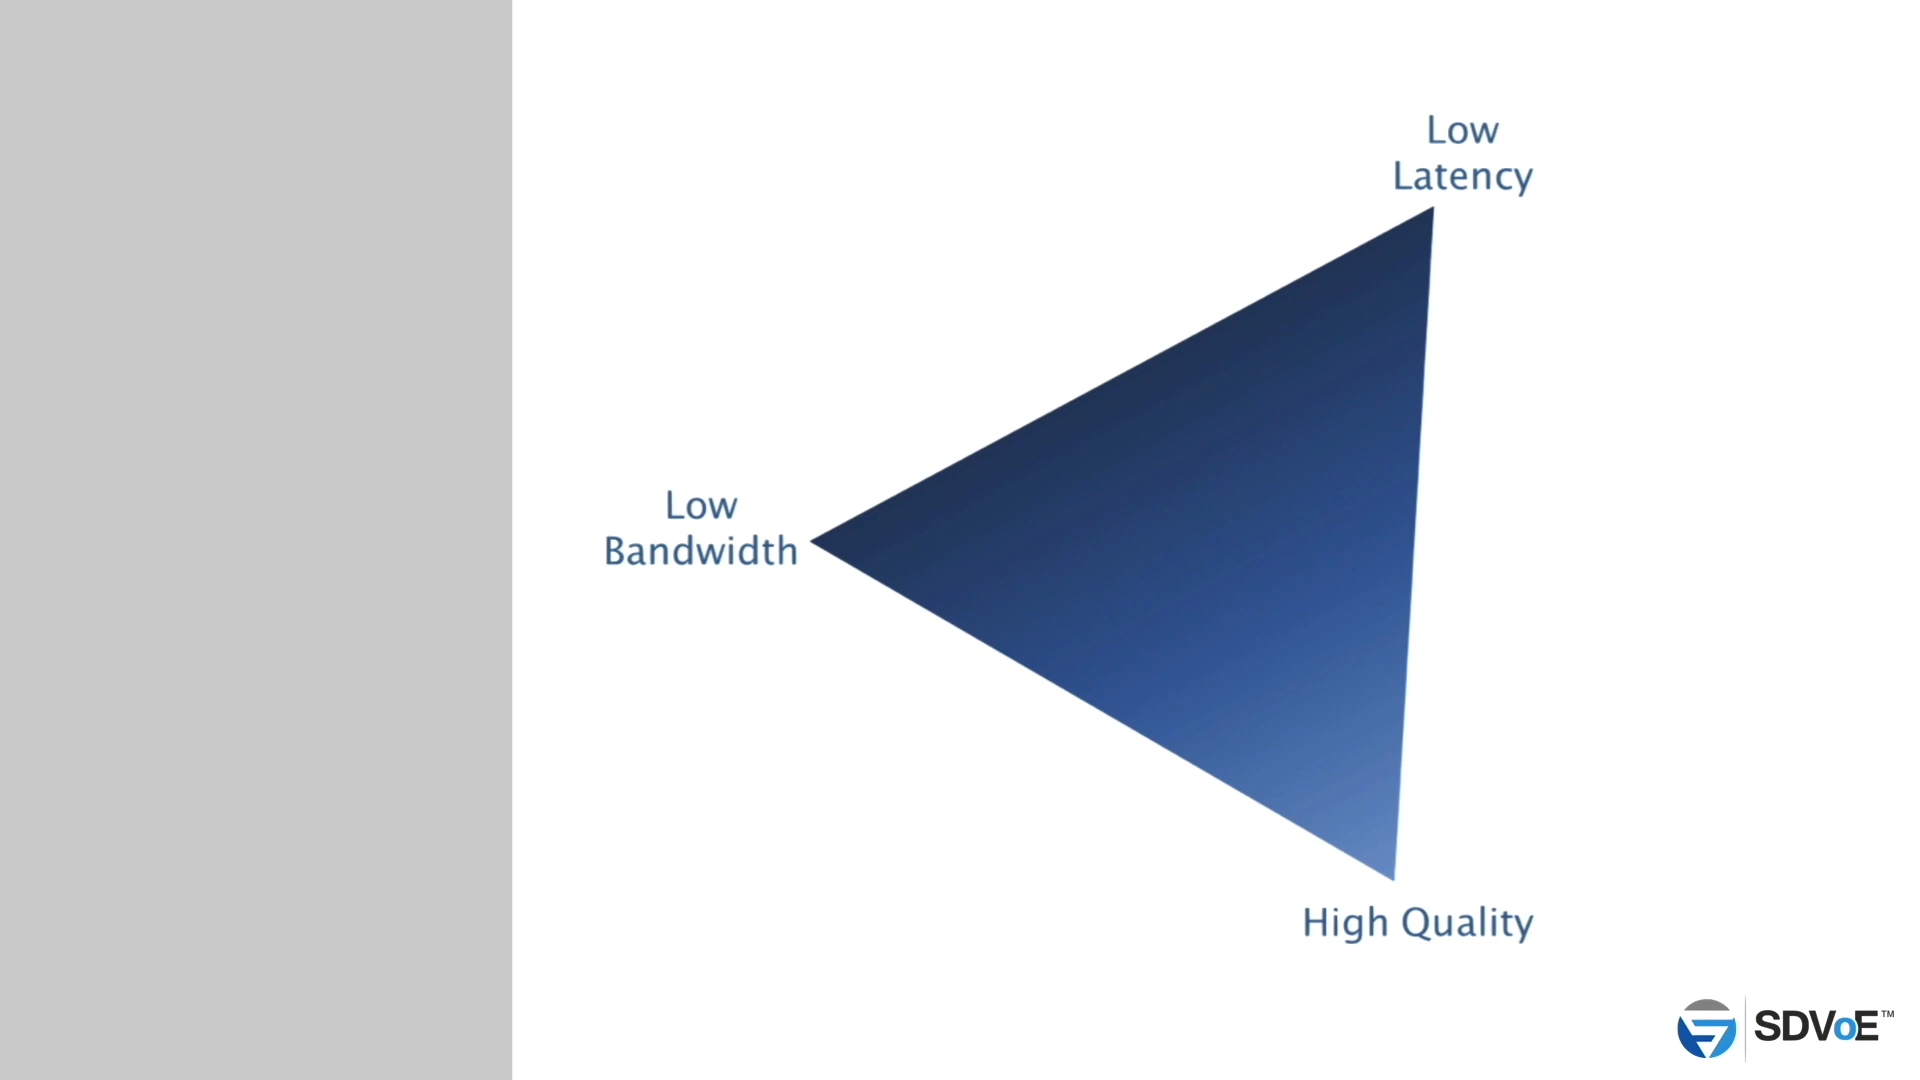 Low
Latency
Low
Bandwidth
High Quality
SDVoE™